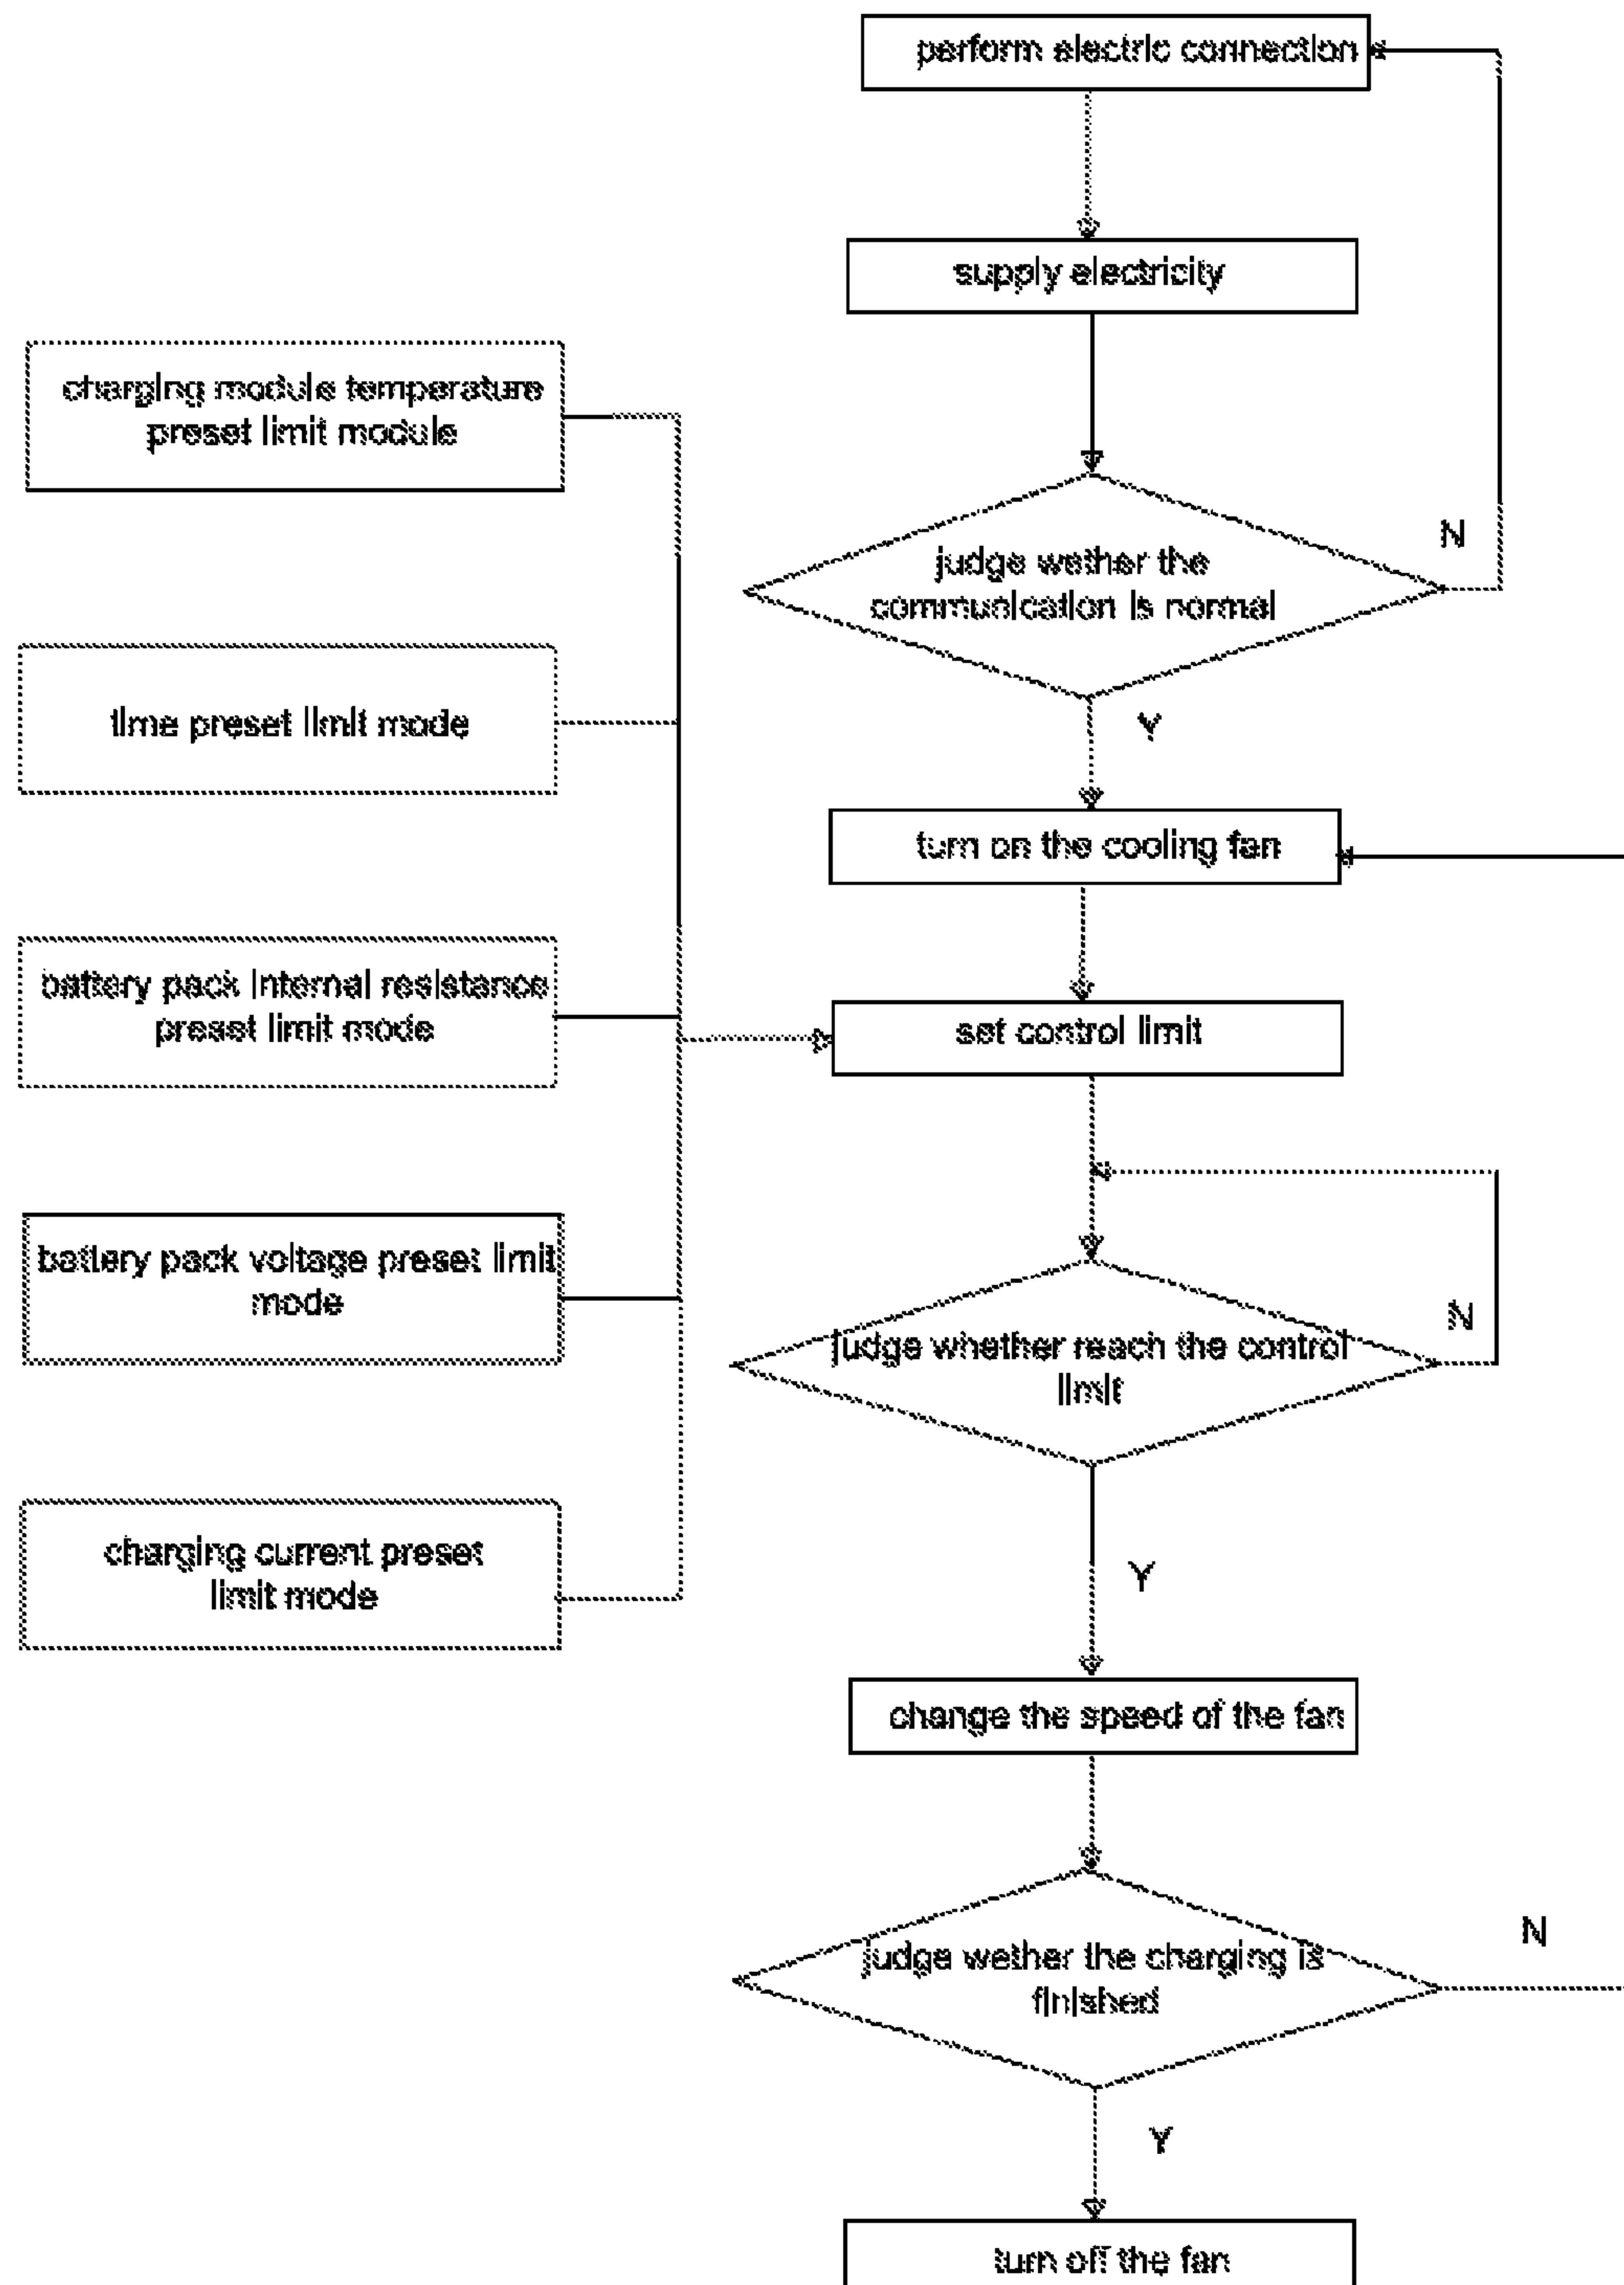 perform electric connection
supply electricity
charging module temperature
preset limit module
N
judge wether the
communication is normal
time preset limit mode
Y
turn on the cooling fan
battery pack internal resistance
preset limit mode
set control limit
battery pack voltage preset limit
mode
N
judge whether reach the control
limit
charging current preset
limit mode
Y
change the speed of the fan
N
judge wether the charging is
finished
Y
turn off the fan